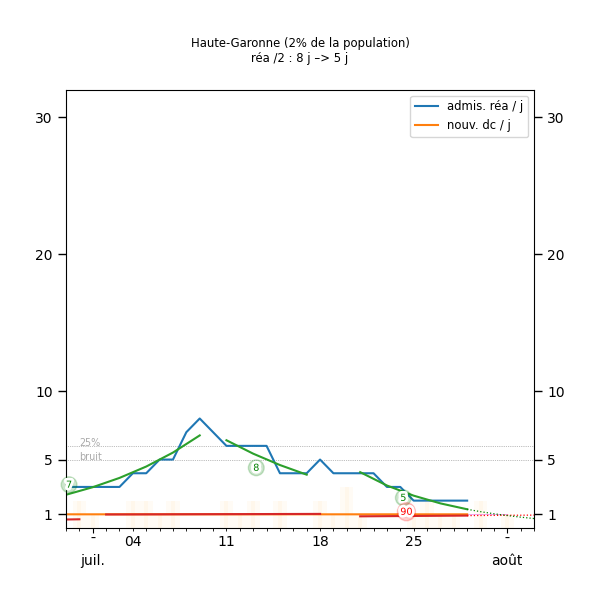 Haute-Garonne (2% de la population)
réa /2 : 8 j –> 5 j
admis. réa / j
nouv. dc / j
30
30
20
20
10
10
25%
bruit
5
5
7
8
5
90
1
1
- 04 11 18 25 -
juil. août